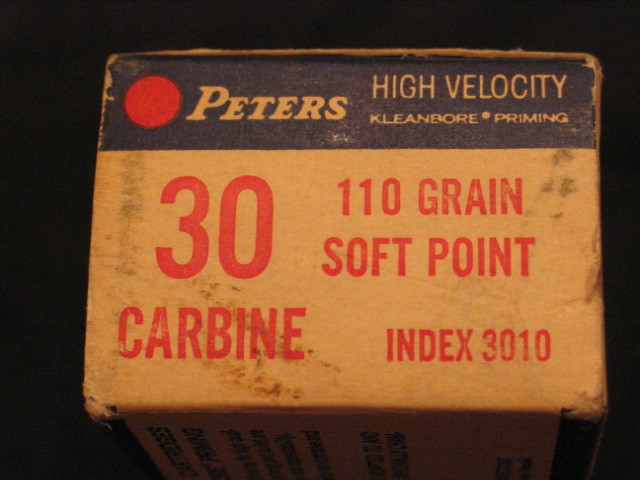 PETERS
HIGH VELOCITY
KLEANBORE • PRIMING
30
CARBINE
110 GRAIN
SOFT POINT
INDEX 3010